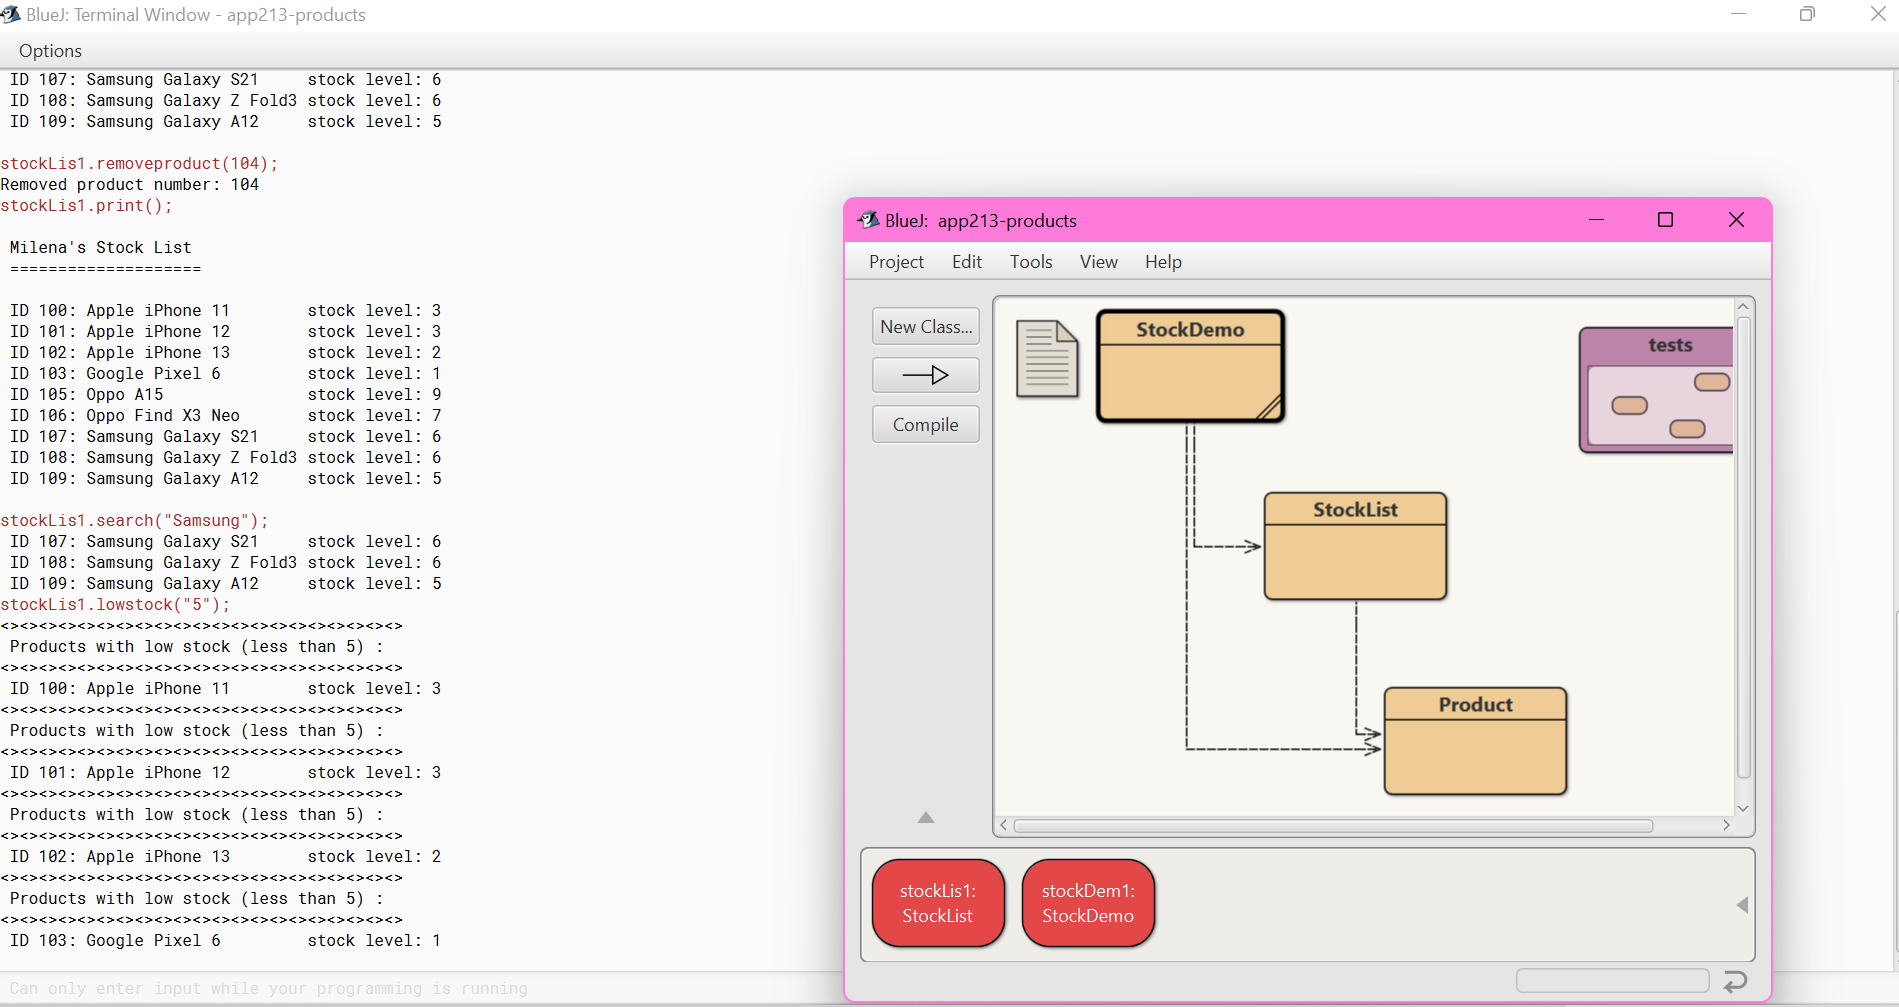 BlueJ: Terminal Window - app213-products
Options
ID 107: Samsung Galaxy S21     stock level: 6
ID 108: Samsung Galaxy Z Fold3 stock level: 6
ID 109: Samsung Galaxy A12     stock level: 5
stockLis1.removeproduct(104);
Removed product number: 104
stockLis1.print();
Milena's Stock List
====================
ID 100: Apple iPhone 11        stock level: 3
ID 101: Apple iPhone 12        stock level: 3
ID 102: Apple iPhone 13        stock level: 2
ID 103: Google Pixel 6         stock level: 1
ID 105: Oppo A15               stock level: 9
ID 106: Oppo Find X3 Neo       stock level: 7
ID 107: Samsung Galaxy S21     stock level: 6
ID 108: Samsung Galaxy Z Fold3 stock level: 6
ID 109: Samsung Galaxy A12     stock level: 5
stockLis1.search("Samsung");
ID 107: Samsung Galaxy S21     stock level: 6
ID 108: Samsung Galaxy Z Fold3 stock level: 6
ID 109: Samsung Galaxy A12     stock level: 5
stockLis1.lowstock("5");
<><><><><><><><><><><><><><><><><><><><><>
Products with low stock (less than 5) :
<><><><><><><><><><><><><><><><><><><><><>
ID 100: Apple iPhone 11        stock level: 3
<><><><><><><><><><><><><><><><><><><><><>
Products with low stock (less than 5) :
<><><><><><><><><><><><><><><><><><><><><>
ID 101: Apple iPhone 12        stock level: 3
<><><><><><><><><><><><><><><><><><><><><>
Products with low stock (less than 5) :
<><><><><><><><><><><><><><><><><><><><><>
ID 102: Apple iPhone 13        stock level: 2
<><><><><><><><><><><><><><><><><><><><><>
Products with low stock (less than 5) :
<><><><><><><><><><><><><><><><><><><><><>
ID 103: Google Pixel 6         stock level: 1
Can only enter input while your programming is running
BlueJ: app213-products
Project Edit Tools View Help
New Class...
Compile
StockDemo
tests
StockList
Product
stockLis1:
StockList
stockDem1:
StockDemo